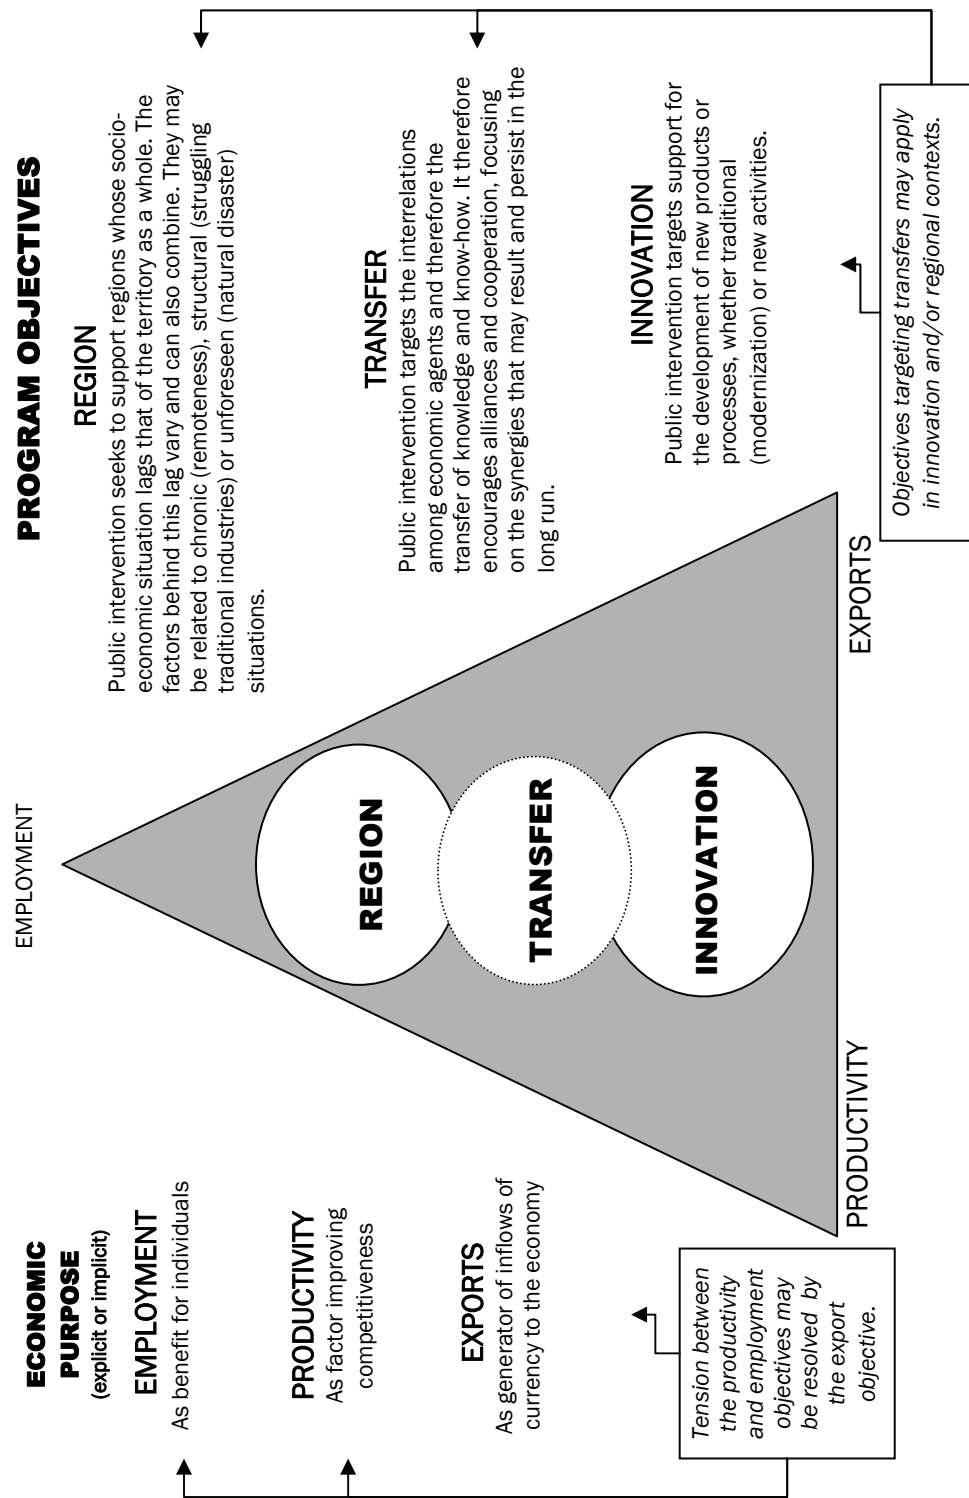 ECONOMIC
PURPOSE
(explicit or implicit)
EMPLOYMENT
As benefit for individuals
PRODUCTIVITY
As factor improving
competitiveness
EXPORTS
As generator of inflows of
currency to the economy
Tension between
the productivity
and employment
objectives may
be resolved by
the export
objective.
EMPLOYMENT
REGION
TRANSFER
INNOVATION
PRODUCTIVITY
EXPORTS
PROGRAM OBJECTIVES
REGION
Public intervention seeks to support regions whose socio-
economic situation lags that of the territory as a whole. The
factors behind this lag vary and can also combine. They may
be related to chronic (remoteness), structural (struggling
traditional industries) or unforeseen (natural disaster)
situations.
TRANSFER
Public intervention targets the interrelations
among economic agents and therefore the
transfer of knowledge and know-how. It therefore
encourages alliances and cooperation, focusing
on the synergies that may result and persist in the
long run.
INNOVATION
Public intervention targets support for
the development of new products or
processes, whether traditional
(modernization) or new activities.
Objectives targeting transfers may apply
in innovation and/or regional contexts.